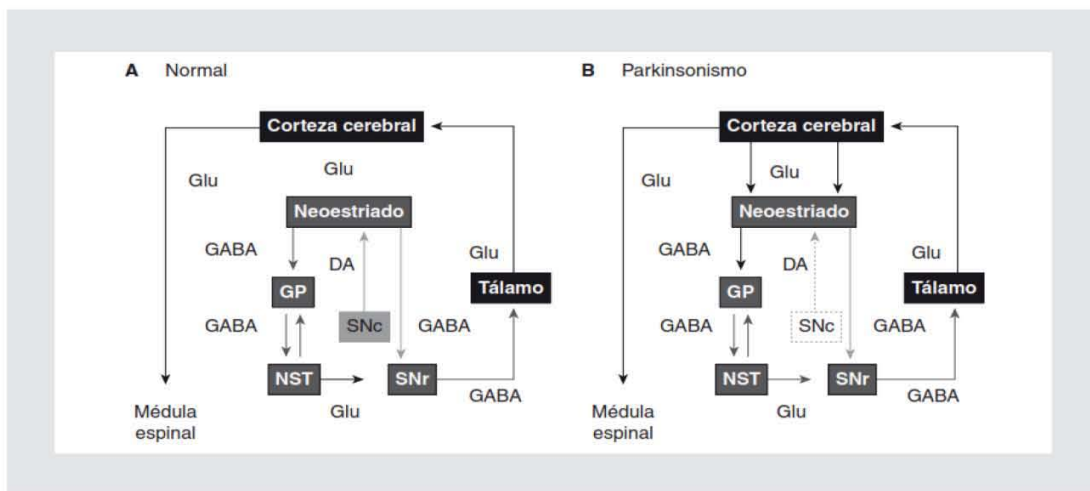 A Normal
Corteza cerebral
Glu
Glu
Neoestriado
GABA
DA
Glu
GP
Tálamo
GABA
SNc
GABA
NST
SNr
GABA
Glu
Médula
espinal
B Parkinsonismo
Corteza cerebral
Glu
Glu
Neoestriado
GABA
DA
Glu
GP
Tálamo
GABA
SNc
GABA
NST
SNr
GABA
Glu
Médula
espinal